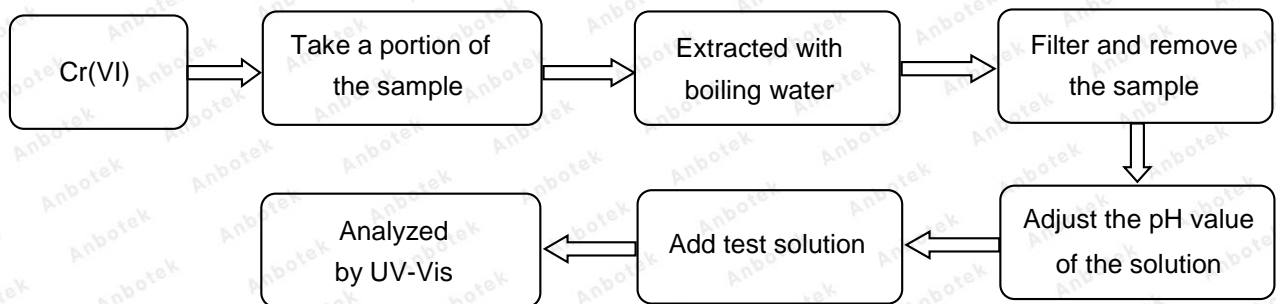 Cr(VI)
Take a portion of
the sample
Extracted with
boiling water
Filter and remove
the sample
Adjust the pH value
of the solution
Add test solution
Analyzed
by UV-Vis
Anbotek